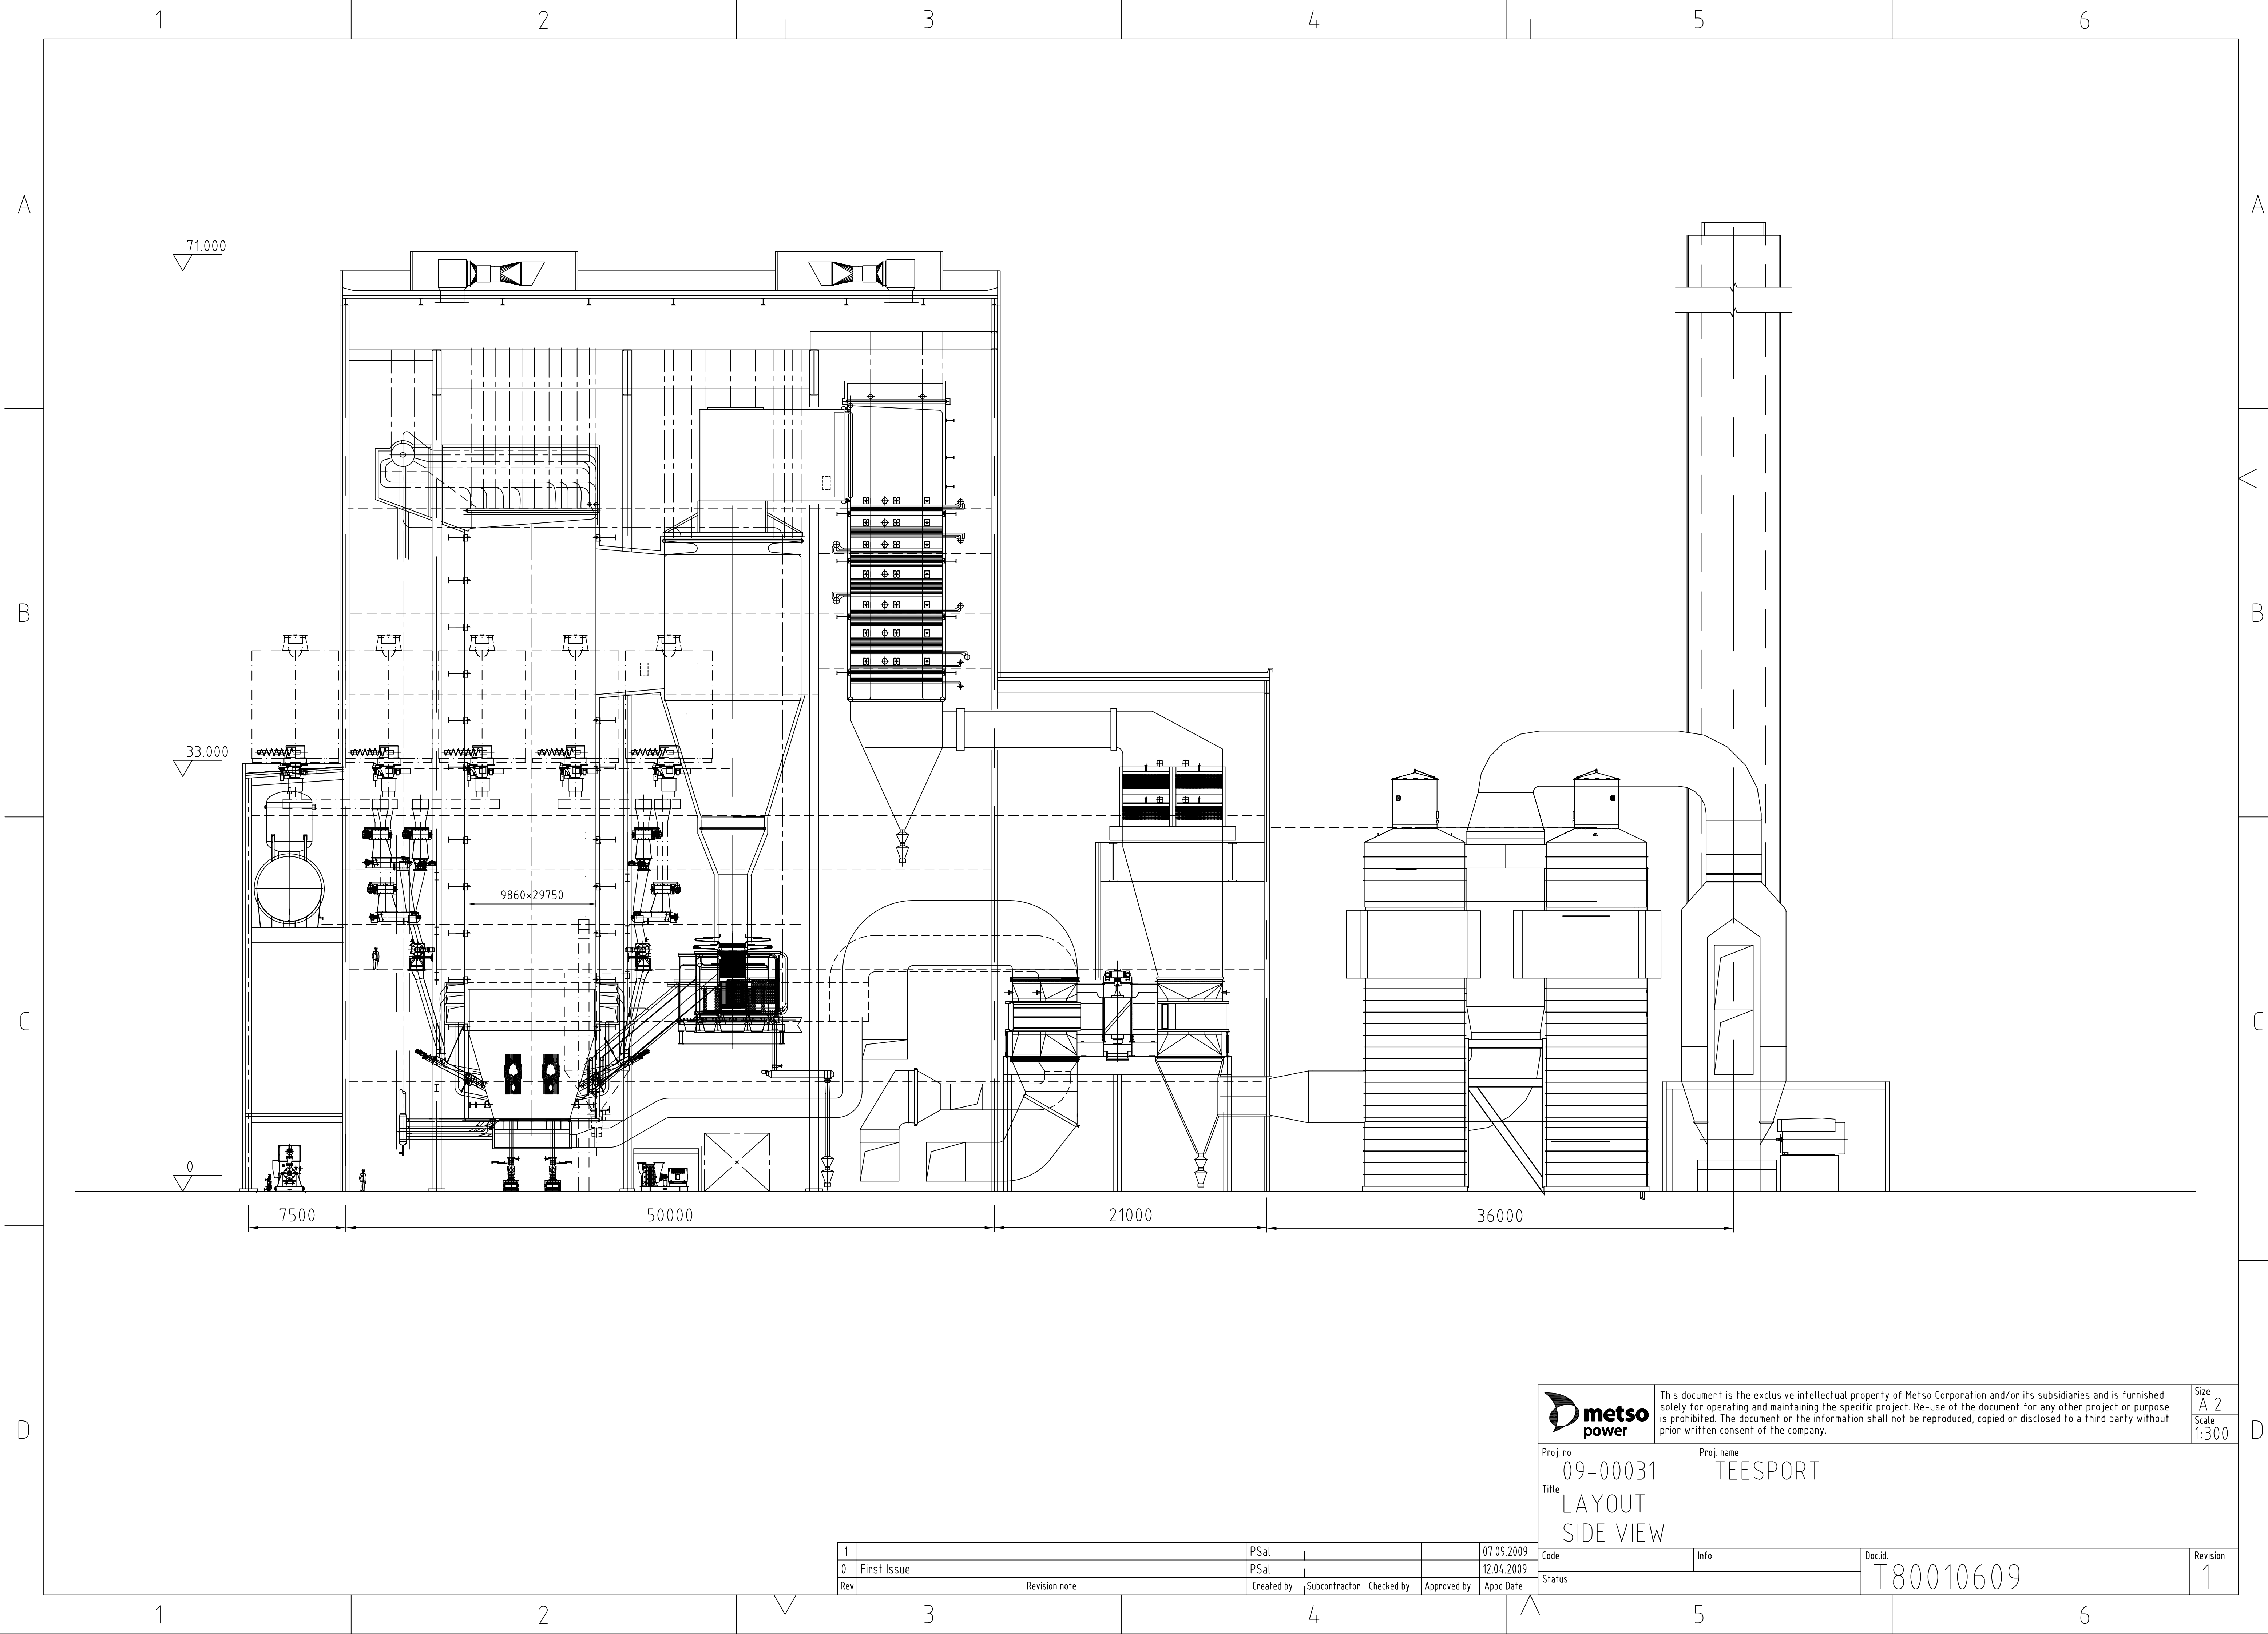 1 2 3 4 5 6
A A
71.000
B B
33.000
9860×29750
C C
0
7500 50000 21000 36000
metso
power
This document is the exclusive intellectual property of Metso Corporation and/or its subsidiaries and is furnished
solely for operating and maintaining the specific project. Re-use of the document for any other project or purpose
is prohibited. The document or the information shall not be reproduced, copied or disclosed to a third party without
prior written consent of the company.
Size
A 2
Scale
1:300
D D
Proj. no Proj. name
09-00031 TEESPORT
Title
LAYOUT
SIDE VIEW
1 PSal 07.09.2009
0 First Issue PSal 12.04.2009
Rev Revision note Created by Subcontractor Checked by Approved by Appd Date
Code Info Doc.id. Revision
Status T80010609 1
1 2 3 4 5 6